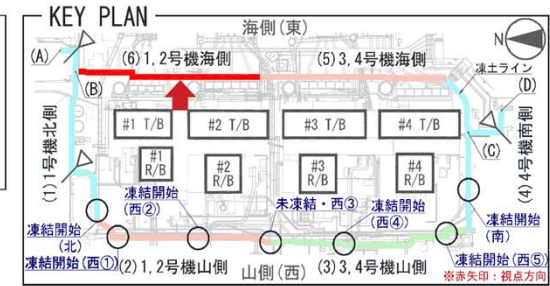 KEY PLAN
海側(東)
N
(A)
(6)1,2号機海側
(5)3,4号機海側
凍土ライン
(B)
(D)
#1 T/B
#2 T/B
#3 T/B
#4 T/B
(C)
(1)1号機北側
#1
R/B
#2
R/B
#3
R/B
#4
R/B
(4)4号機南側
凍結開始
(西②)
未凍結・西③
凍結開始
(西④)
凍結開始
(北)
凍結開始
(南)
凍結開始(西①)
(2)1,2号機山側
山側(西)
(3)3,4号機山側
凍結開始(西⑤)
※赤矢印：視点方向